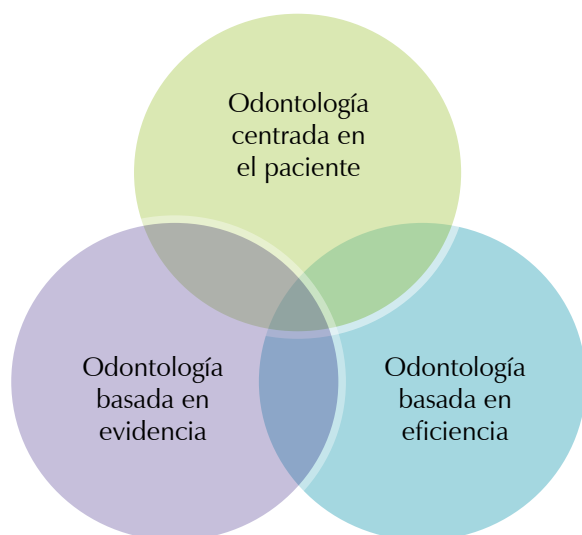 Odontología
centrada en
el paciente
Odontología
basada en
evidencia
Odontología
basada en
eficiencia